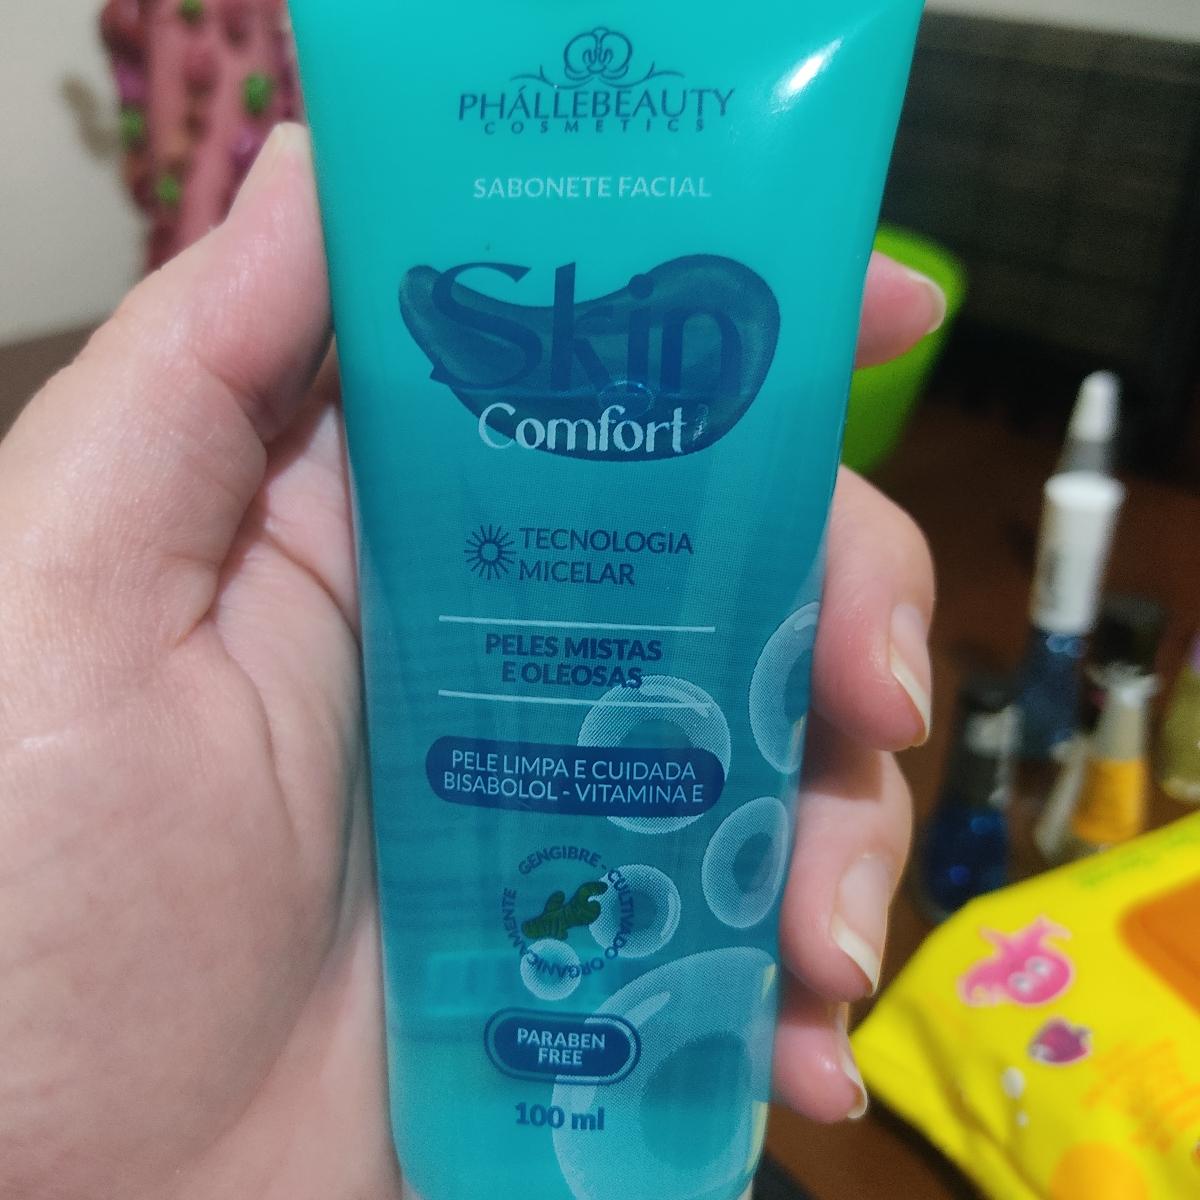 PHÁLLEBEAUTY
COSMETICS
SABONETE FACIAL
Skin
Comfort
TECNOLOGIA
MICELAR
PELES MISTAS
E OLEOSAS
PELE LIMPA E CUIDADA
BISABOLOL - VITAMINA E
GENGIBRE - CULTIVADO ORGANICAMENTE
PARABEN
FREE
100 ml